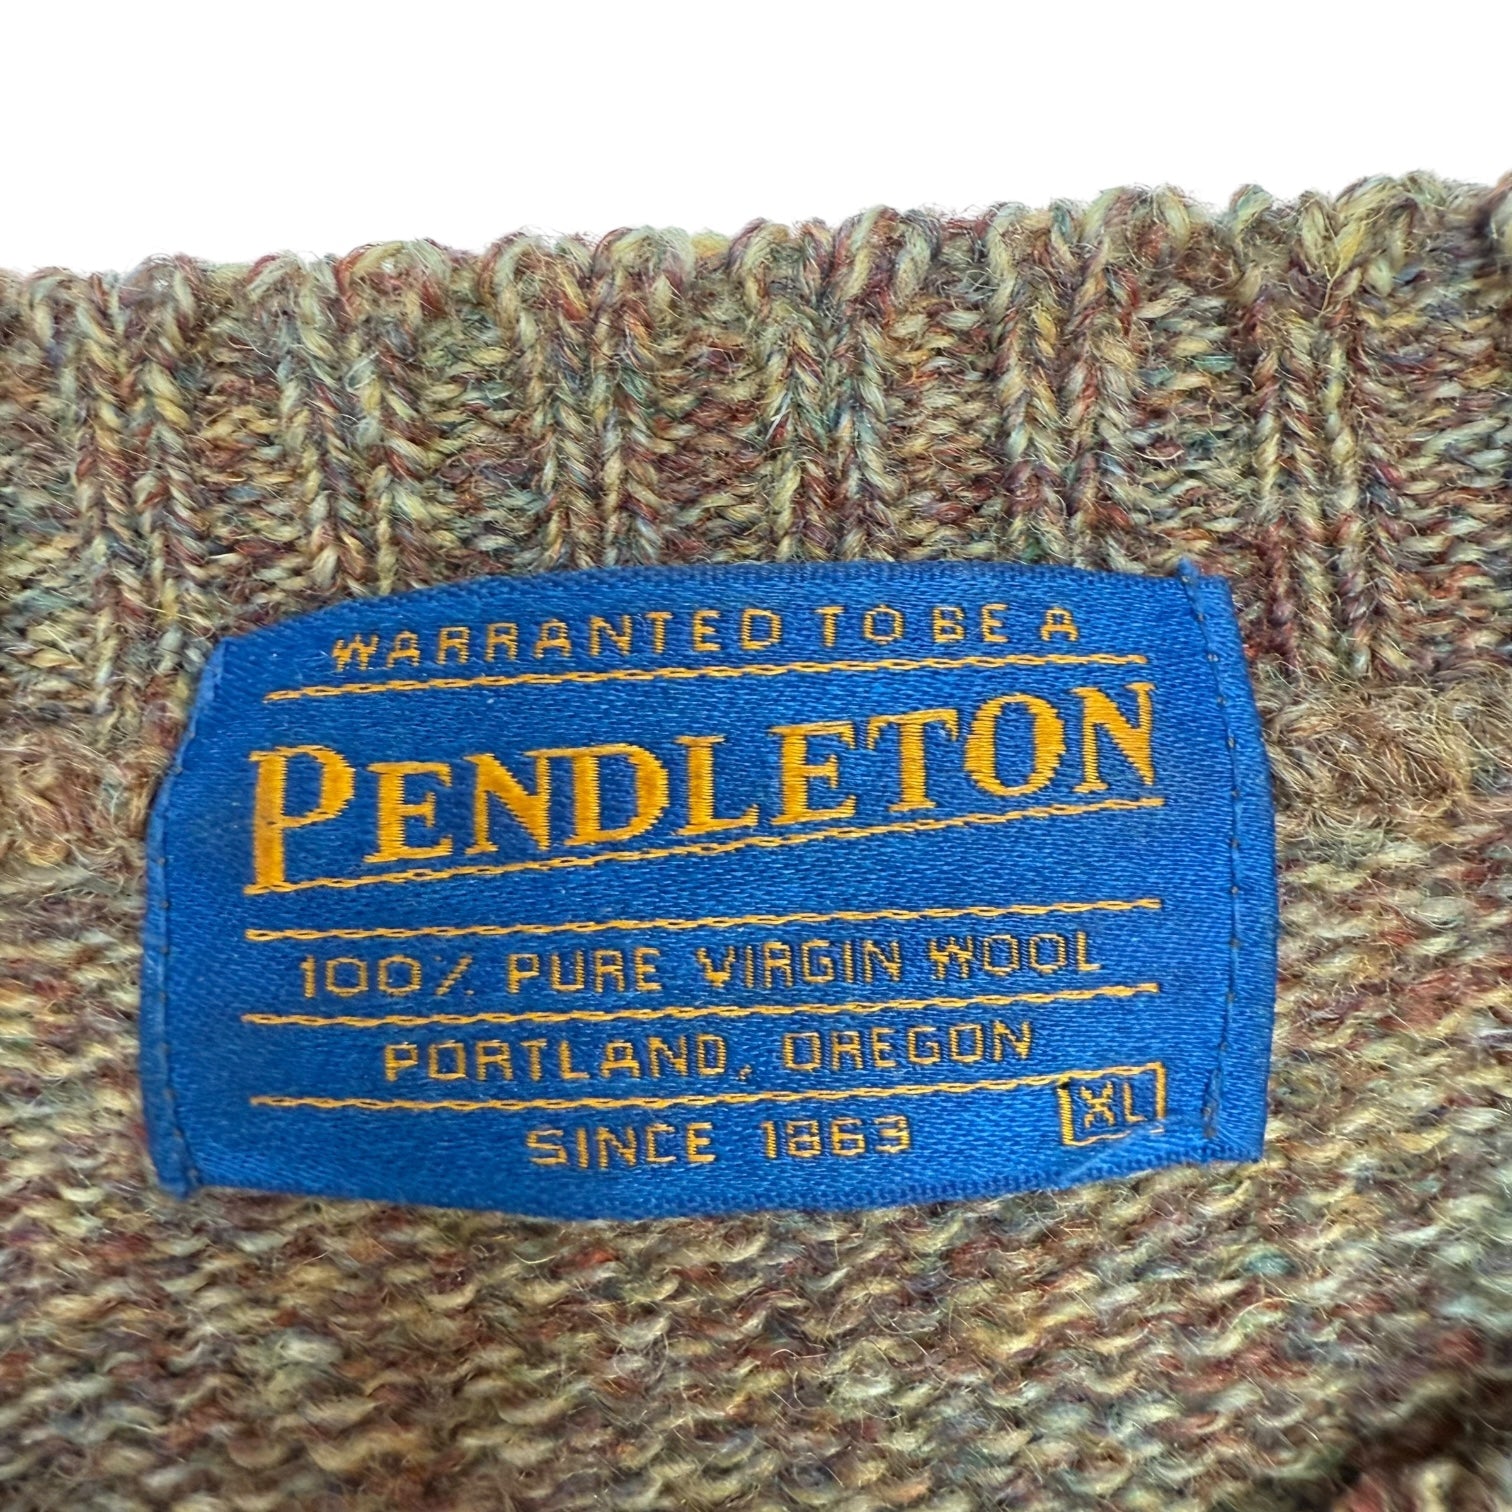 WARRANTED TO BE A
PENDLETON
100% PURE VIRGIN WOOL
PORTLAND, OREGON
SINCE 1863
XL